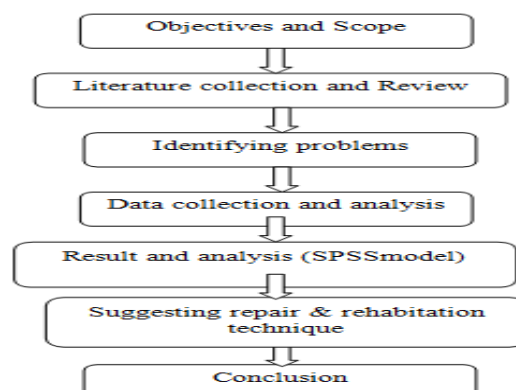 Objectives and Scope
Literature collection and Review
Identifying problems
Data collection and analysis
Result and analysis (SPSSmodel)
Suggesting repair & rehabitation
technique
Conclusion